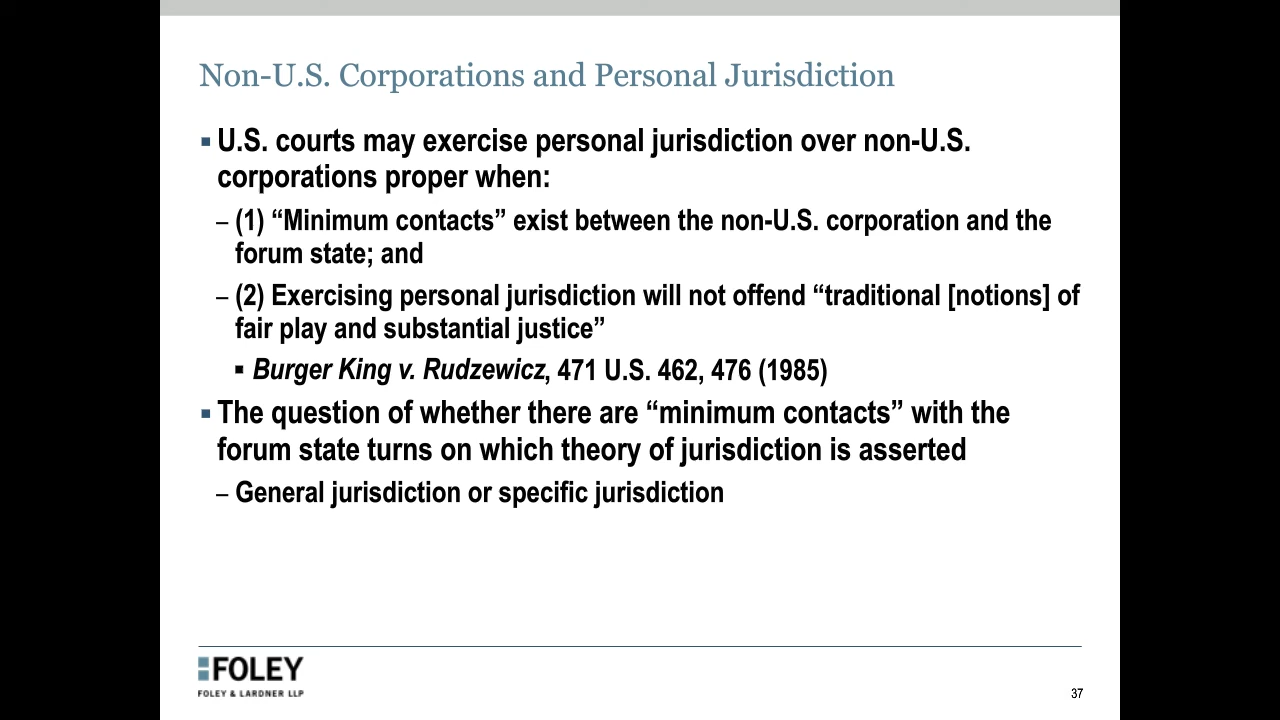 Non-U.S. Corporations and Personal Jurisdiction
▪ U.S. courts may exercise personal jurisdiction over non-U.S.
corporations proper when:
– (1) “Minimum contacts” exist between the non-U.S. corporation and the
forum state; and
– (2) Exercising personal jurisdiction will not offend “traditional [notions] of
fair play and substantial justice”
▪ Burger King v. Rudzewicz, 471 U.S. 462, 476 (1985)
▪ The question of whether there are “minimum contacts” with the
forum state turns on which theory of jurisdiction is asserted
– General jurisdiction or specific jurisdiction
FOLEY
FOLEY & LARDNER LLP
37